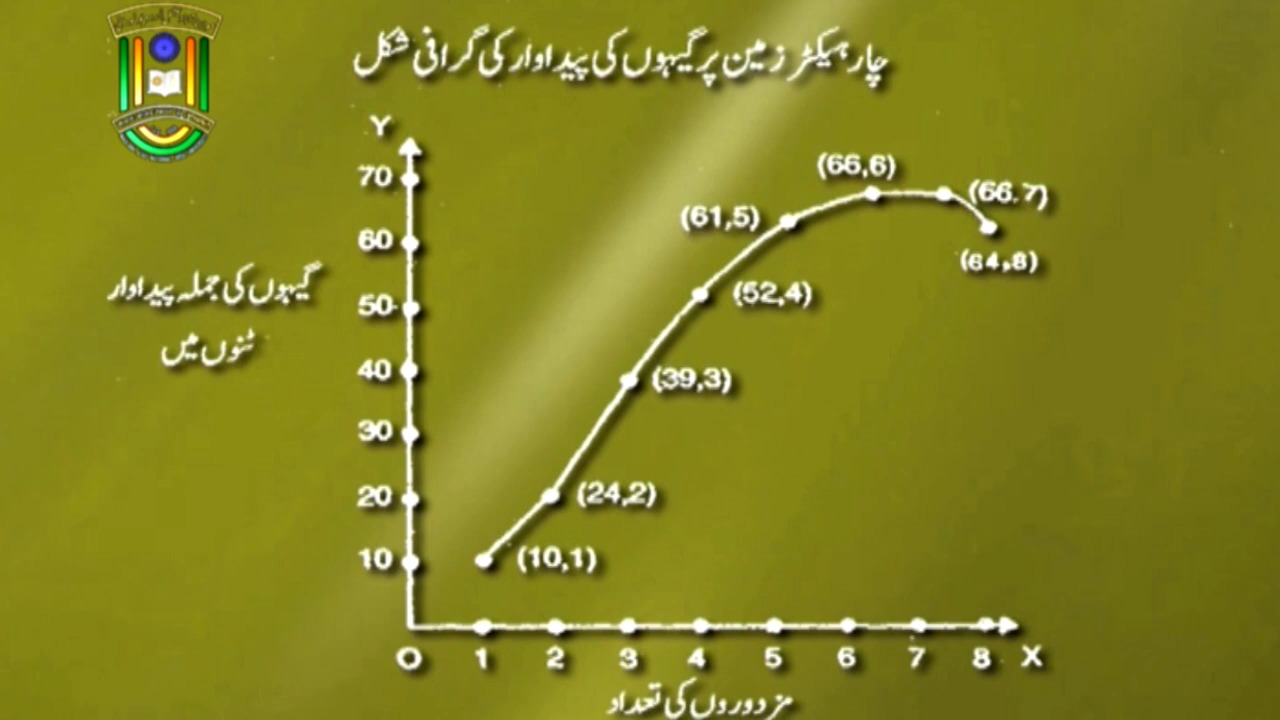 چار ہیکٹر زمین پر گیہوں کی پیداوار کی گرافی شکل
Y
70
60
50
40
30
20
10
گیہوں کی جملہ پیداوار
ٹنوں میں
(66,6)
(66.7)
(61,5)
(64,8)
(52,4)
(39,3)
(24,2)
(10,1)
O 1 2 3 4 5 6 7 8 X
مزدوروں کی تعداد